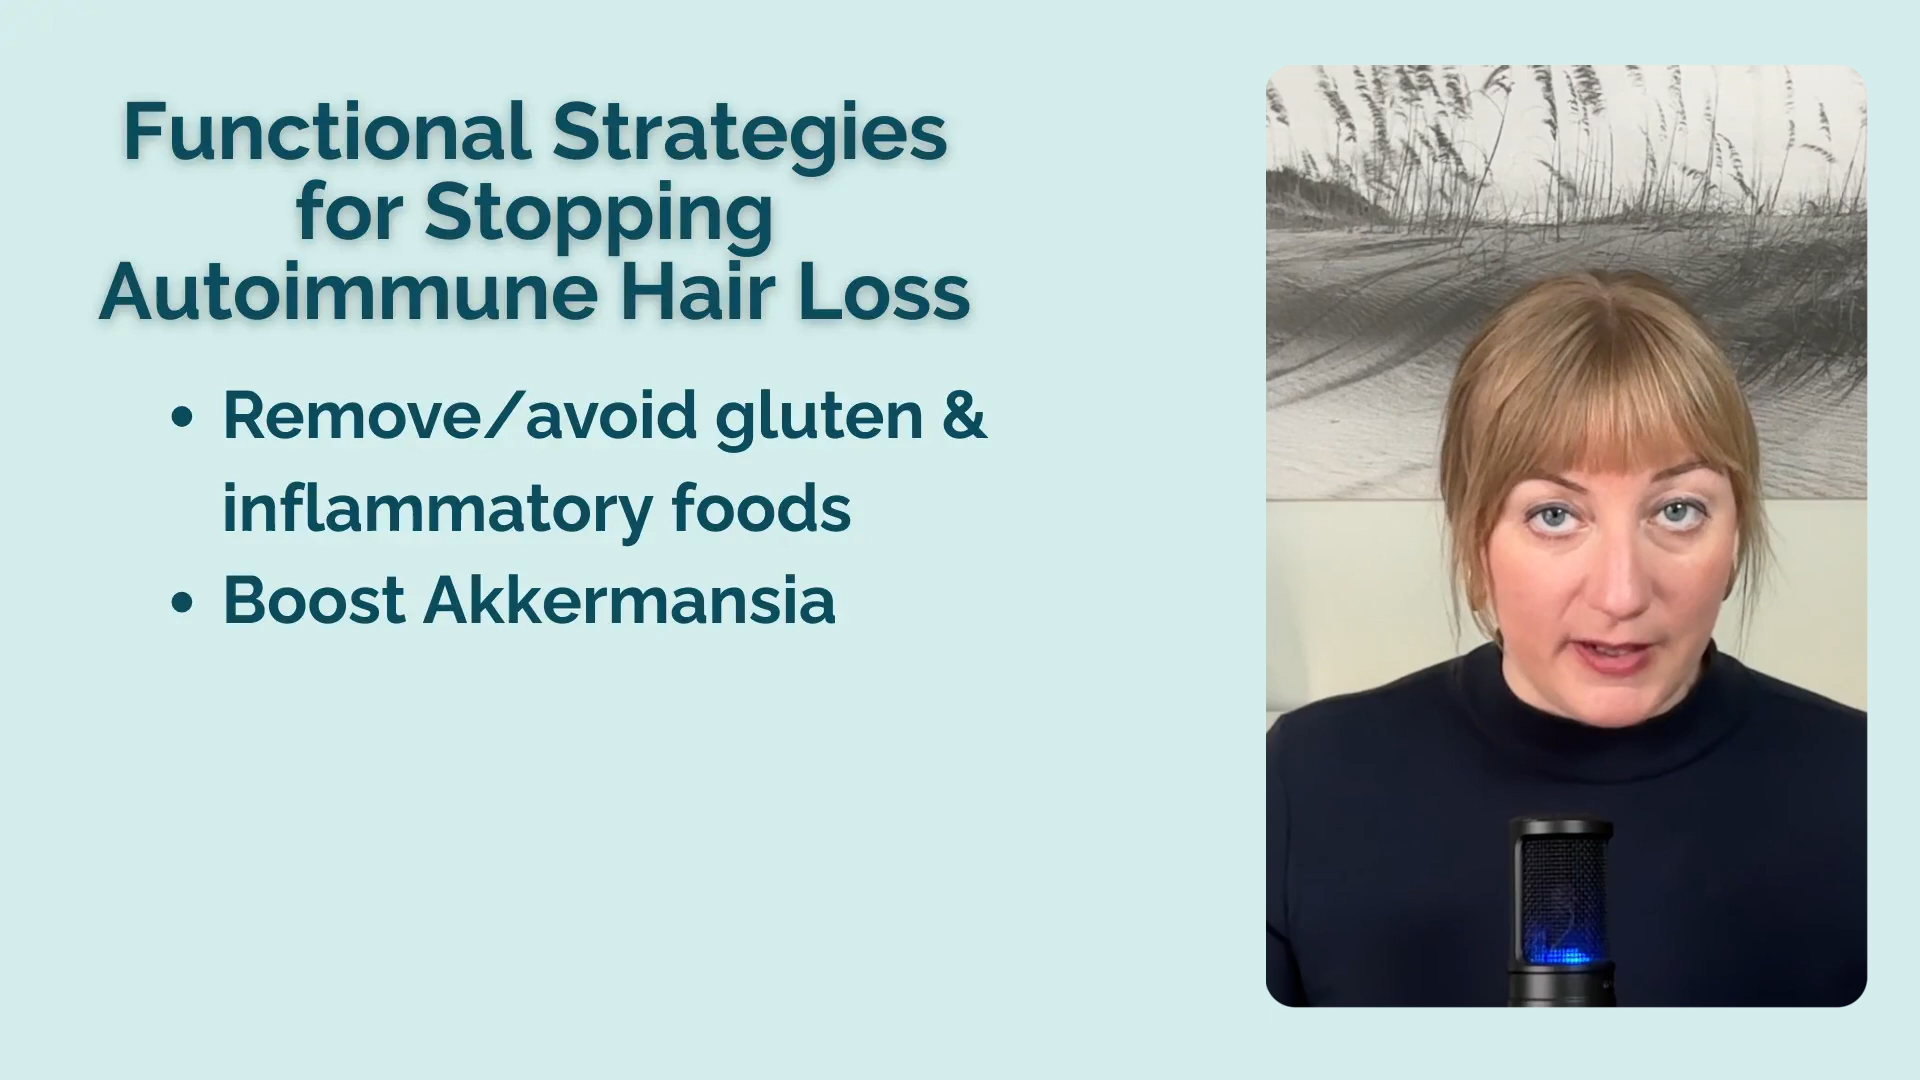 Functional Strategies
for Stopping
Autoimmune Hair Loss
• Remove/avoid gluten &
inflammatory foods
• Boost Akkermansia